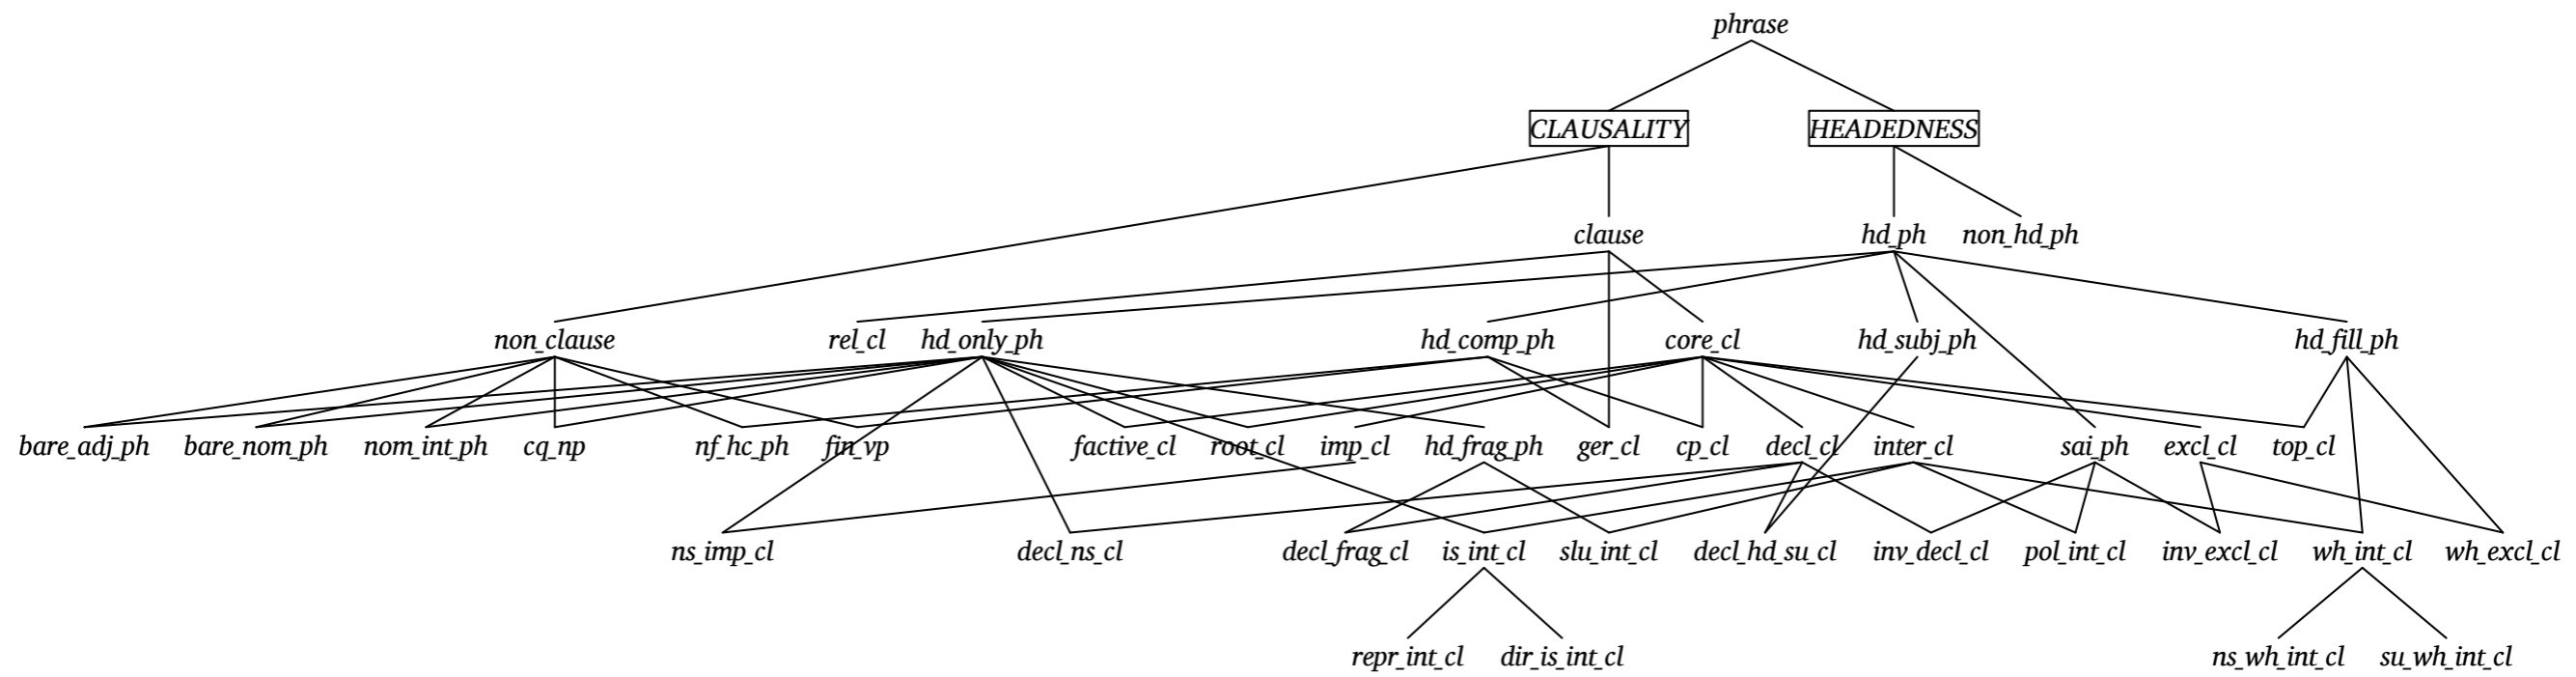 phrase
CLAUSALITY HEADEDNESS
clause hd_ph non_hd_ph
non_clause rel_cl hd_only_ph hd_comp_ph core_cl hd_subj_ph hd_fill_ph
bare_adj_ph bare_nom_ph nom_int_ph cq_np nf_hc_ph fin_vp factive_cl root_cl imp_cl hd_frag_ph ger_cl cp_cl decl_cl inter_cl sai_ph excl_cl top_cl
ns_imp_cl decl_ns_cl decl_frag_cl is_int_cl slu_int_cl decl_hd_su_cl inv_decl_cl pol_int_cl inv_excl_cl wh_int_cl wh_excl_cl
repr_int_cl dir_is_int_cl ns_wh_int_cl su_wh_int_cl